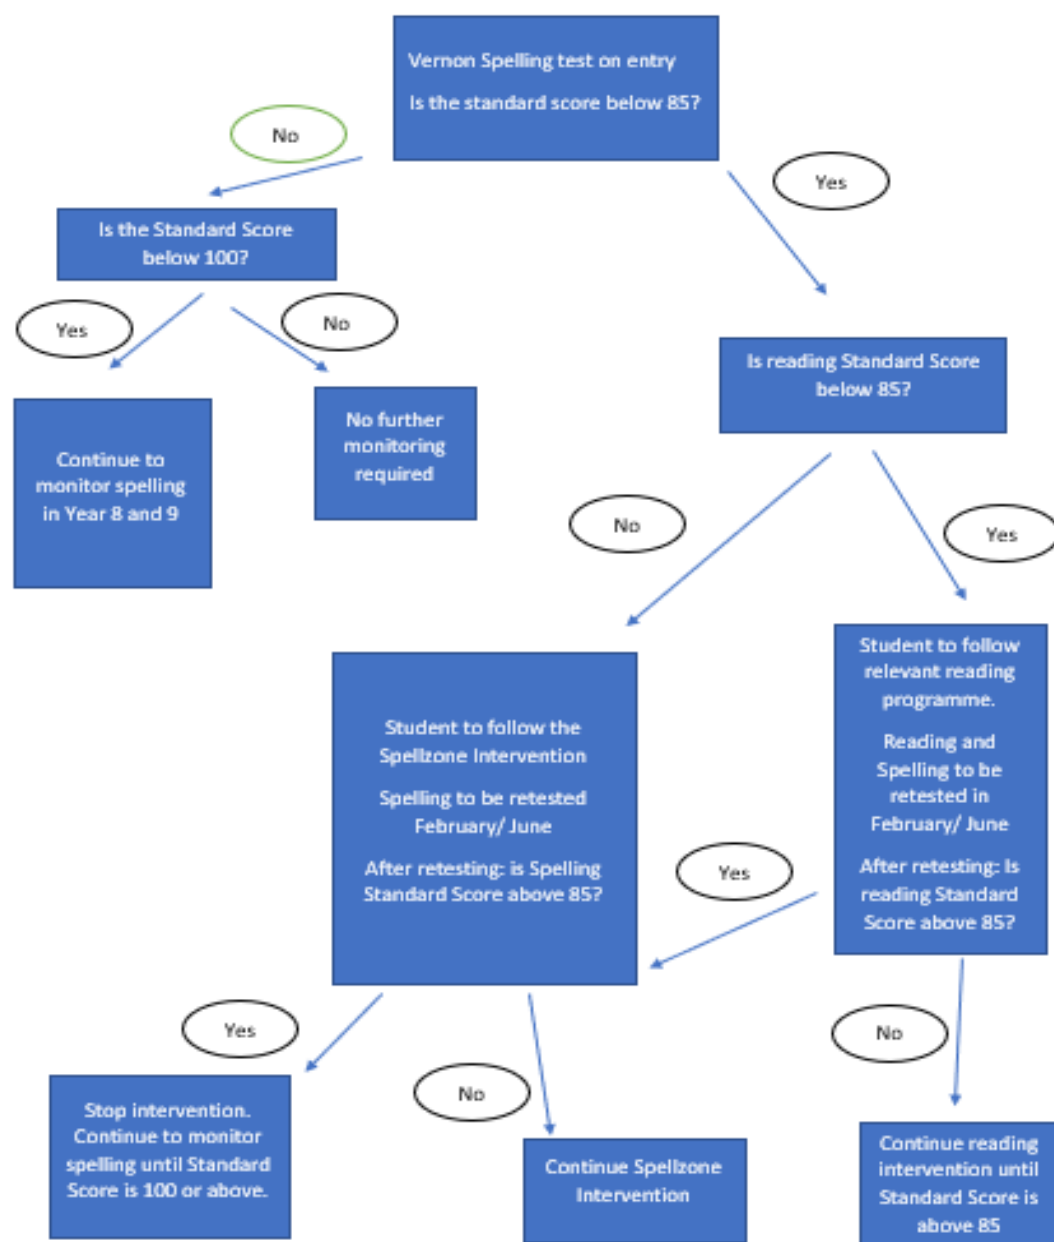 Vernon Spelling test on entry
Is the standard score below 85?
No
Yes
Is the Standard Score
below 100?
Yes
No
Is reading Standard Score
below 85?
Continue to
monitor spelling
in Year 8 and 9
No further
monitoring
required
No
Yes
Student to follow the
Spellzone Intervention
Spelling to be retested
February/ June
After retesting: is Spelling
Standard Score above 85?
Student to follow
relevant reading
programme.
Reading and
Spelling to be
retested in
February/ June
After retesting: Is
reading Standard
Score above 85?
Yes
Yes
No
No
Stop intervention.
Continue to monitor
spelling until Standard
Score is 100 or above.
Continue Spellzone
Intervention
Continue reading
intervention until
Standard Score is
above 85